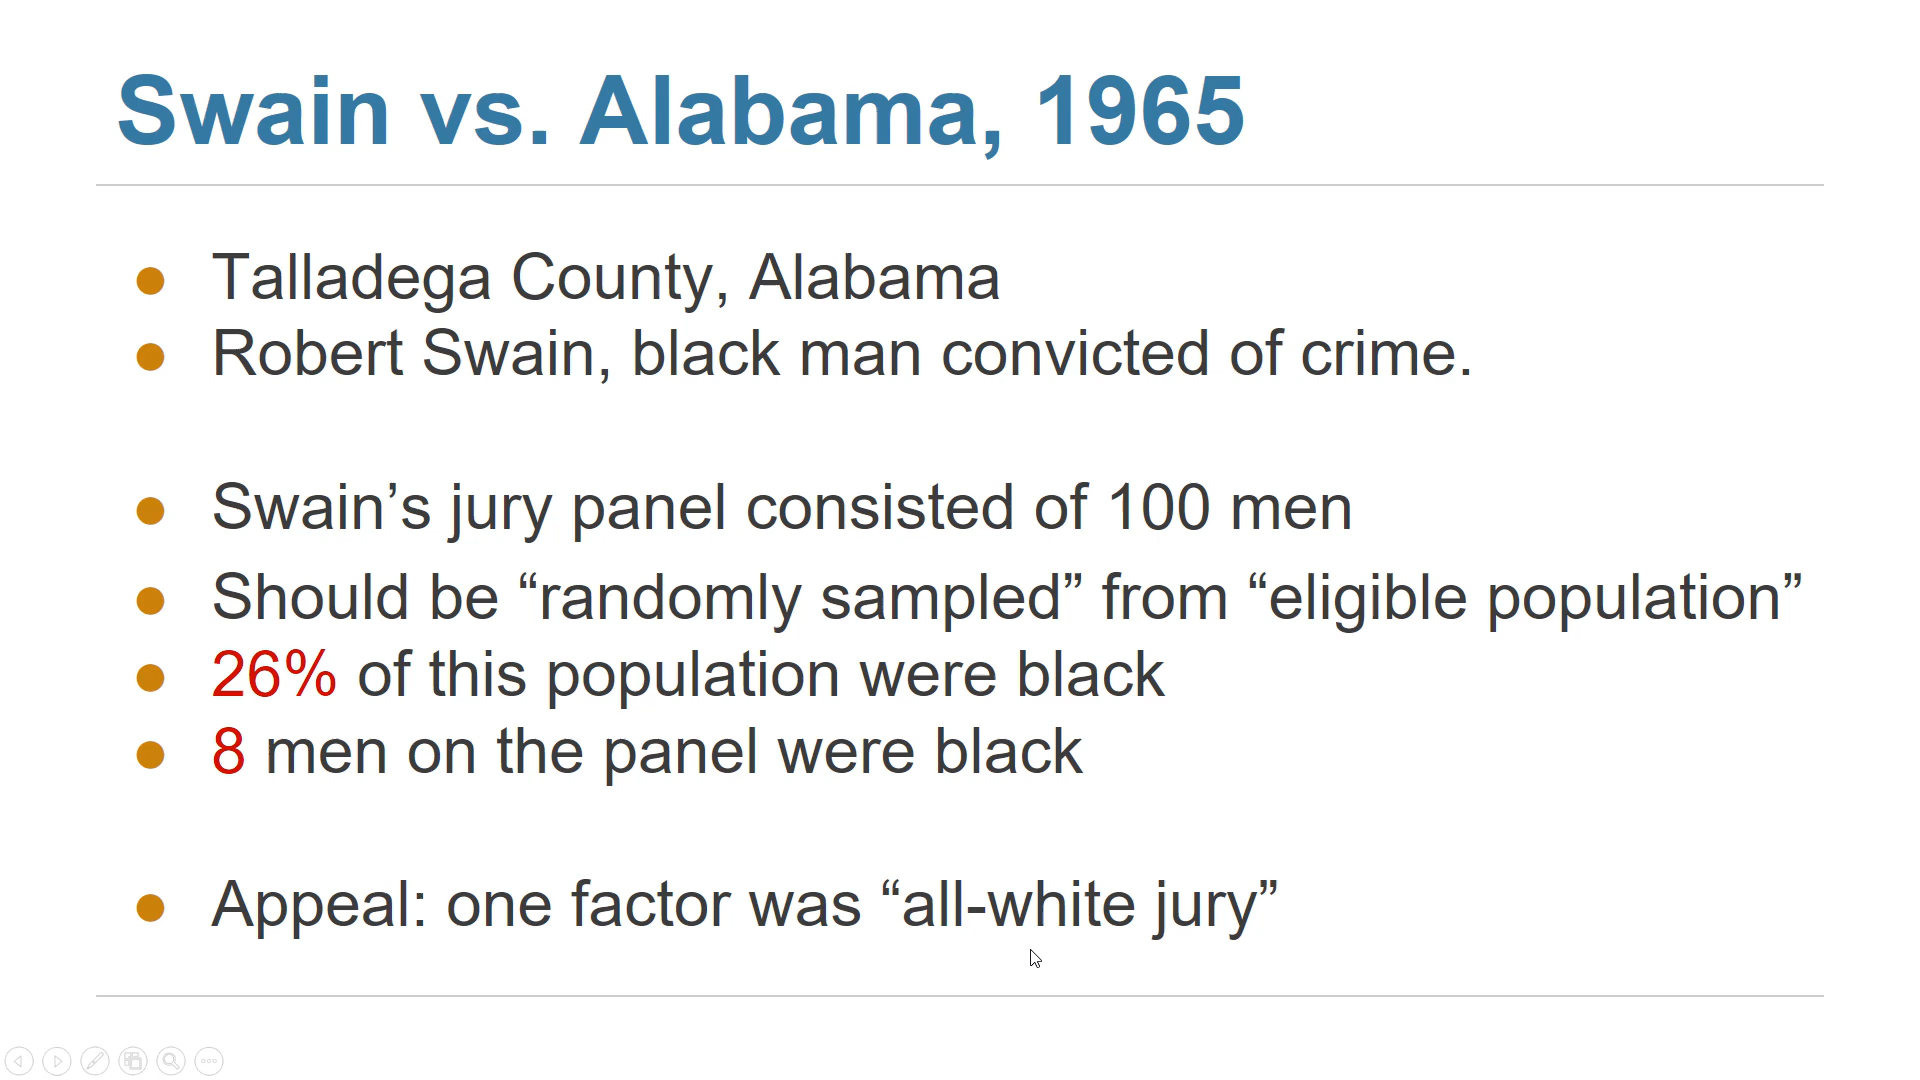 Swain vs. Alabama, 1965
● Talladega County, Alabama
● Robert Swain, black man convicted of crime.
● Swain’s jury panel consisted of 100 men
● Should be “randomly sampled” from “eligible population”
● 26% of this population were black
● 8 men on the panel were black
● Appeal: one factor was “all-white jury”